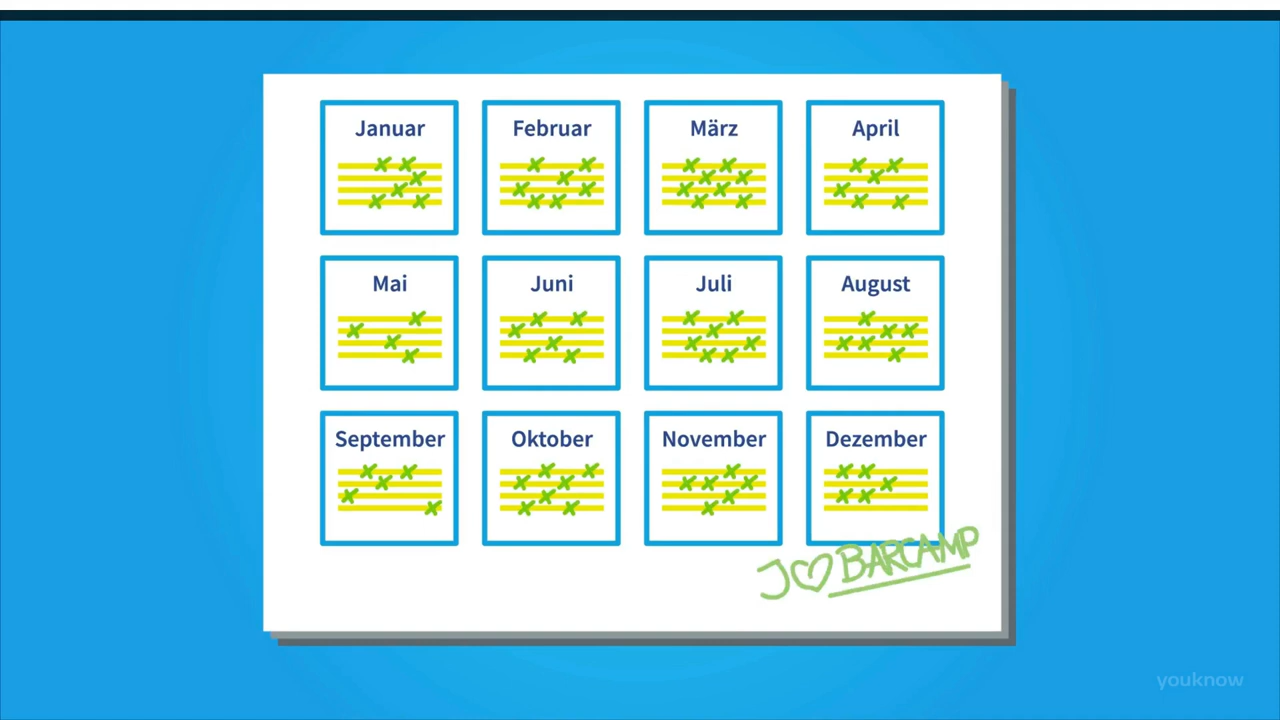 Januar Februar März April
Mai Juni Juli August
September Oktober November Dezember
J♡ BARCAMP
youknow